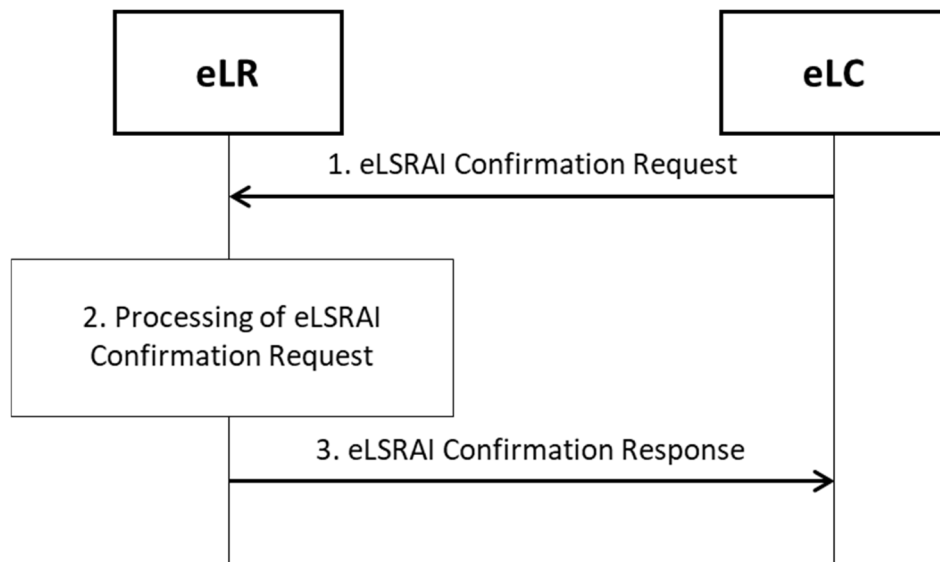 eLR
eLC
1. eLSRAI Confirmation Request
2. Processing of eLSRAI
Confirmation Request
3. eLSRAI Confirmation Response